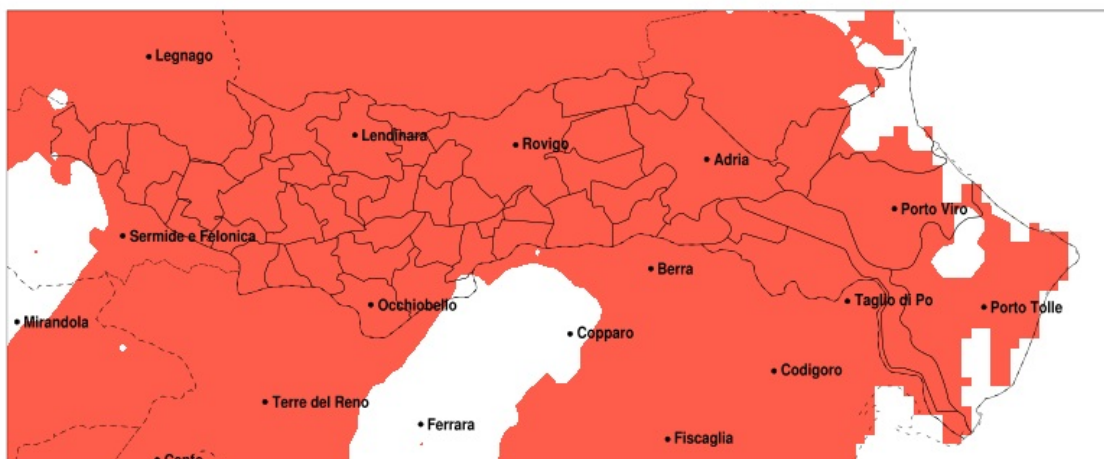 Legnago
Lendinara
Rovigo
Adria
Porto Viro
Sermide e Felonica
Berra
Occhiobello
Taglio di Po
Porto Tolle
Mirandola
Copparo
Codigoro
Terre del Reno
Ferrara
Fiscaglia